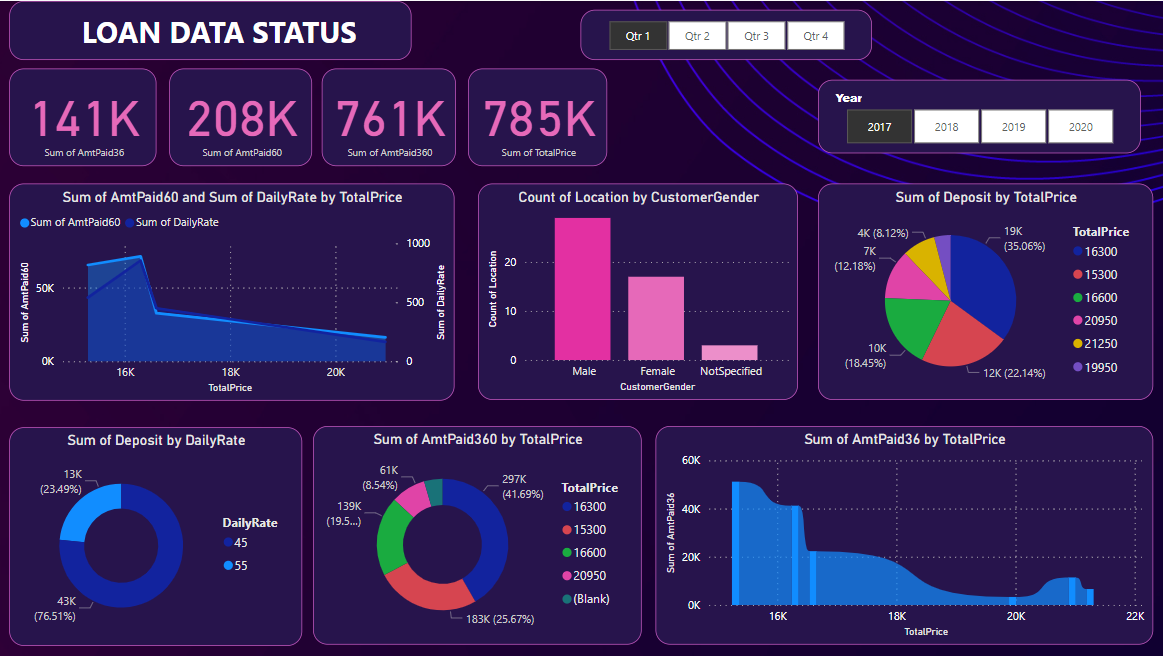 LOAN DATA STATUS
Qtr 1
Qtr 2
Qtr 3
Qtr 4
141K
Sum of AmtPaid36
208K
Sum of AmtPaid60
761K
Sum of AmtPaid360
785K
Sum of TotalPrice
Year
2017
2018
2019
2020
Sum of AmtPaid60 and Sum of DailyRate by TotalPrice
Sum of AmtPaid60
Sum of DailyRate
Sum of AmtPaid60
50K
0K
1000
500
0
Sum of DailyRate
16K
18K
20K
TotalPrice
Count of Location by CustomerGender
Count of Location
20
10
0
Male
Female
NotSpecified
CustomerGender
Sum of Deposit by TotalPrice
4K (8.12%)
7K
(12.18%)
10K
(18.45%)
19K
(35.06%)
12K (22.14%)
TotalPrice
16300
15300
16600
20950
21250
19950
Sum of Deposit by DailyRate
13K
(23.49%)
43K
(76.51%)
DailyRate
45
55
Sum of AmtPaid360 by TotalPrice
61K
(8.54%)
139K
(19.5...)
297K
(41.69%)
183K (25.67%)
TotalPrice
16300
15300
16600
20950
(Blank)
Sum of AmtPaid36 by TotalPrice
Sum of AmtPaid36
60K
40K
20K
0K
16K
18K
20K
22K
TotalPrice